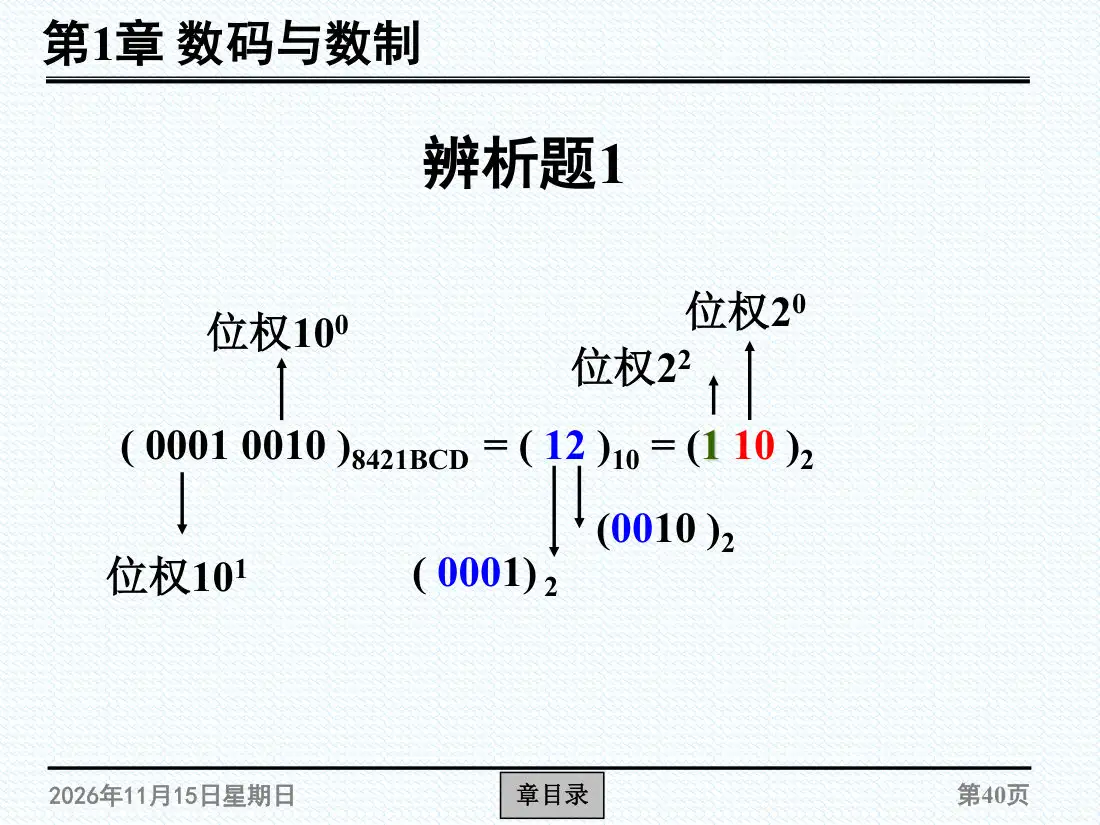 第1章 数码与数制
辨析题1
位权2⁰
位权10⁰
位权2²
( 0001 0010 )8421BCD = ( 12 )10 = (1 10 )2
(0010 )2
位权10¹
( 0001) 2
2026年11月15日星期日
章目录
第40页